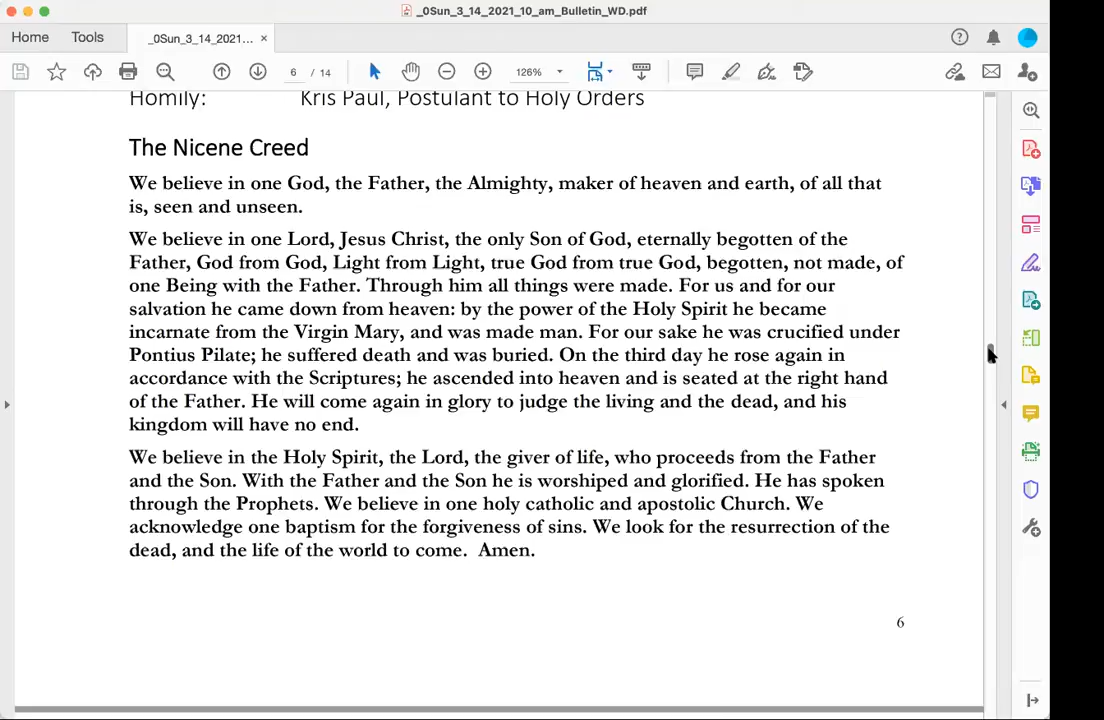 _0Sun_3_14_2021_10_am_Bulletin_WD.pdf
Home Tools _0Sun_3_14_2021... ×
6 / 14 126%
Homily: Kris Paul, Postulant to Holy Orders
The Nicene Creed
We believe in one God, the Father, the Almighty, maker of heaven and earth, of all that
is, seen and unseen.
We believe in one Lord, Jesus Christ, the only Son of God, eternally begotten of the
Father, God from God, Light from Light, true God from true God, begotten, not made, of
one Being with the Father. Through him all things were made. For us and for our
salvation he came down from heaven: by the power of the Holy Spirit he became
incarnate from the Virgin Mary, and was made man. For our sake he was crucified under
Pontius Pilate; he suffered death and was buried. On the third day he rose again in
accordance with the Scriptures; he ascended into heaven and is seated at the right hand
of the Father. He will come again in glory to judge the living and the dead, and his
kingdom will have no end.
We believe in the Holy Spirit, the Lord, the giver of life, who proceeds from the Father
and the Son. With the Father and the Son he is worshiped and glorified. He has spoken
through the Prophets. We believe in one holy catholic and apostolic Church. We
acknowledge one baptism for the forgiveness of sins. We look for the resurrection of the
dead, and the life of the world to come. Amen.
6